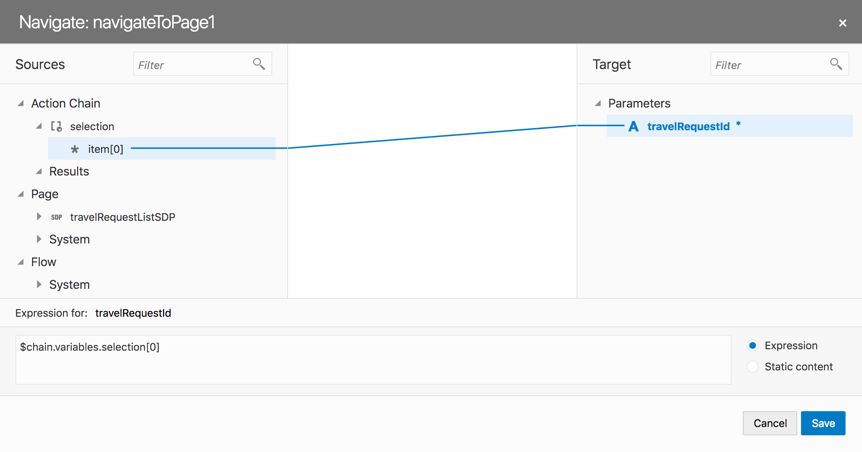 Navigate: navigateToPage1
×
Sources
Filter
Target
Filter
Action Chain
selection
item[0]
Results
Page
SDP travelRequestListSDP
System
Flow
System
Parameters
A travelRequestId *
Expression for: travelRequestId
$chain.variables.selection[0]
Expression
Static content
Cancel
Save